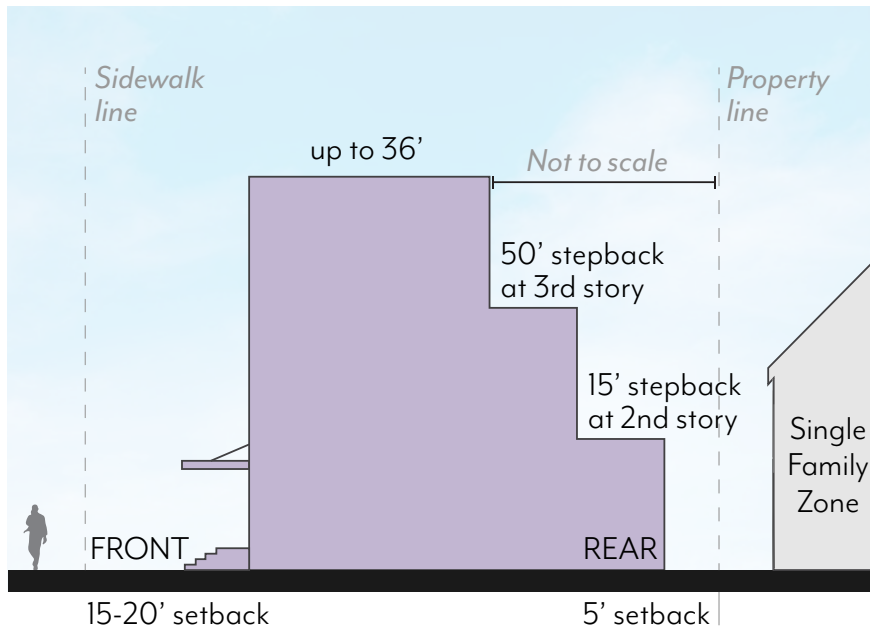 Sidewalk
line
Property
line
up to 36’
Not to scale
50’ stepback
at 3rd story
15’ stepback
at 2nd story
Single
Family
Zone
FRONT
REAR
15-20’ setback
5’ setback